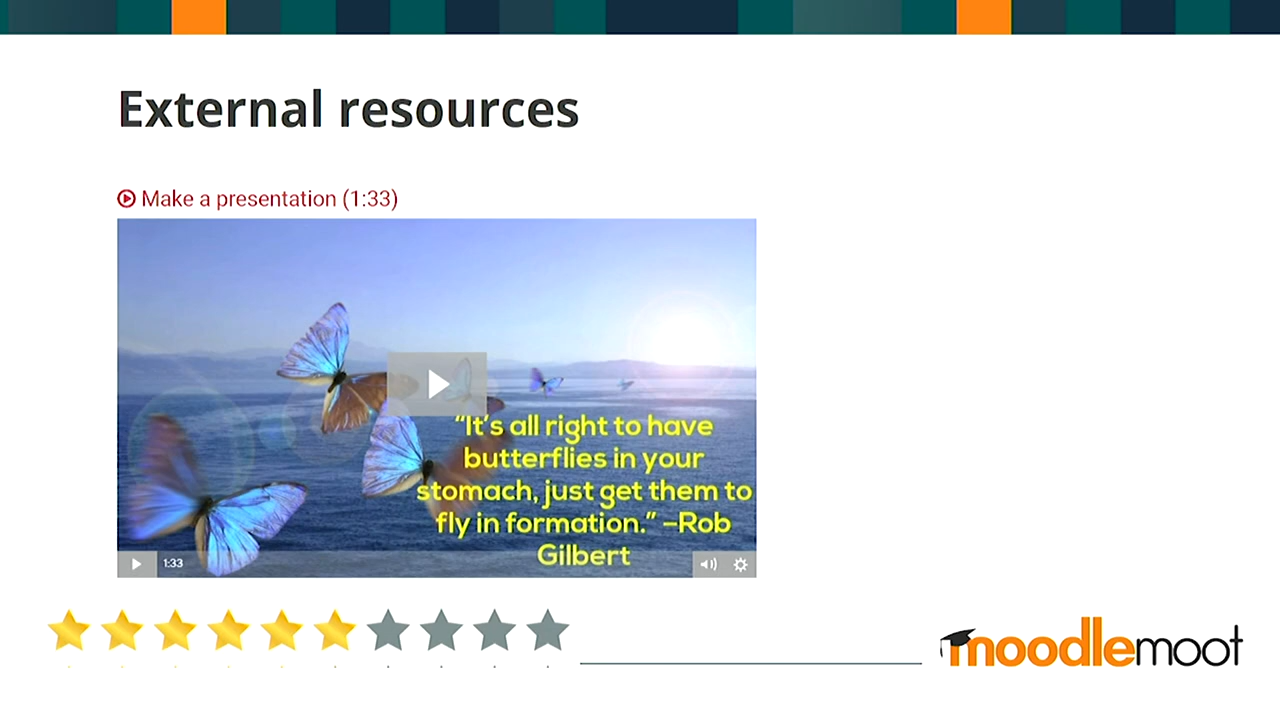 External resources
Make a presentation (1:33)
“It’s all right to have
butterflies in your
stomach, just get them to
fly in formation.” –Rob
Gilbert
1:33
moodlemoot